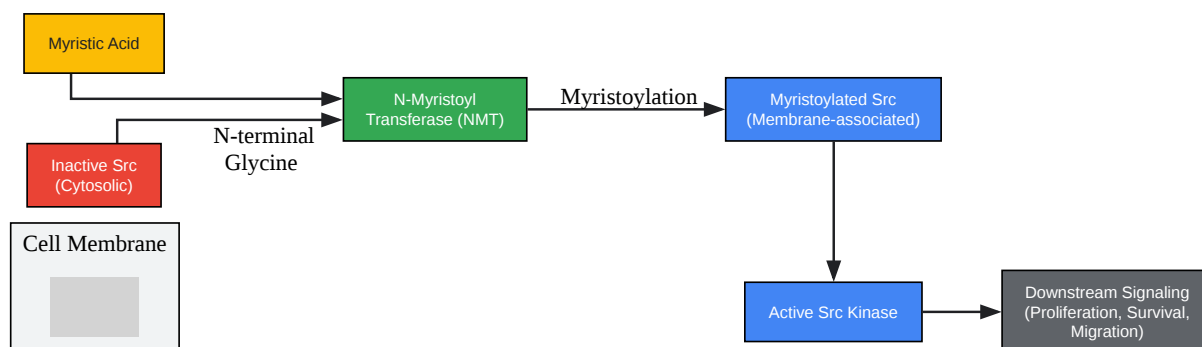 Myristic Acid
N-Myristoyl
Transferase (NMT)
Myristoylation
Myristoylated Src
(Membrane-associated)
N-terminal
Glycine
Inactive Src
(Cytosolic)
Cell Membrane
Active Src Kinase
Downstream Signaling
(Proliferation, Survival,
Migration)